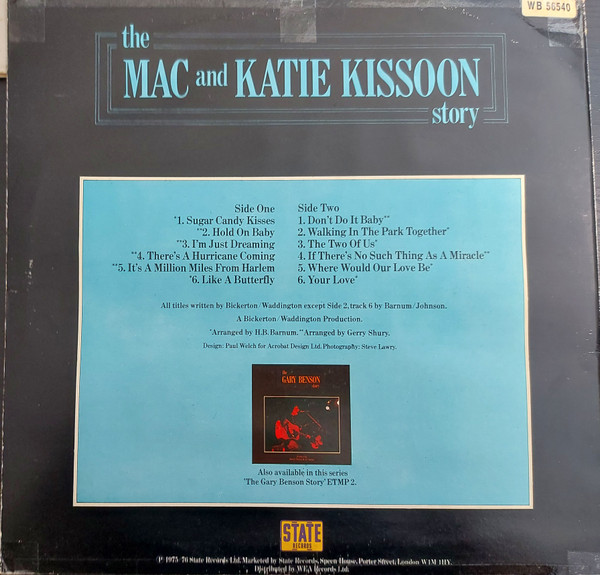 WB 56540
the
MAC and KATIE KISSOON
story
Side One
*1. Sugar Candy Kisses
**2. Hold On Baby
**3. I'm Just Dreaming
**4. There's A Hurricane Coming
**5. It's A Million Miles From Harlem
*6. Like A Butterfly
Side Two
1. Don't Do It Baby**
2. Walking In The Park Together*
3. The Two Of Us*
4. If There's No Such Thing As A Miracle**
5. Where Would Our Love Be*
6. Your Love*
All titles written by Bickerton/Waddington except Side 2, track 6 by Barnum/Johnson.
A Bickerton/Waddington Production.
*Arranged by H.B. Barnum. **Arranged by Gerry Shury.
Design: Paul Welch for Acrobat Design Ltd. Photography: Steve Lawry.
the
GARY BENSON
story
Also available in this series
'The Gary Benson Story' ETMP 2.
STATE
RECORDS
℗ 1975-76 State Records Ltd. Marketed by State Records, Speen House, Porter Street, London W1M 1HY.
Distributed by WEA Records Ltd.